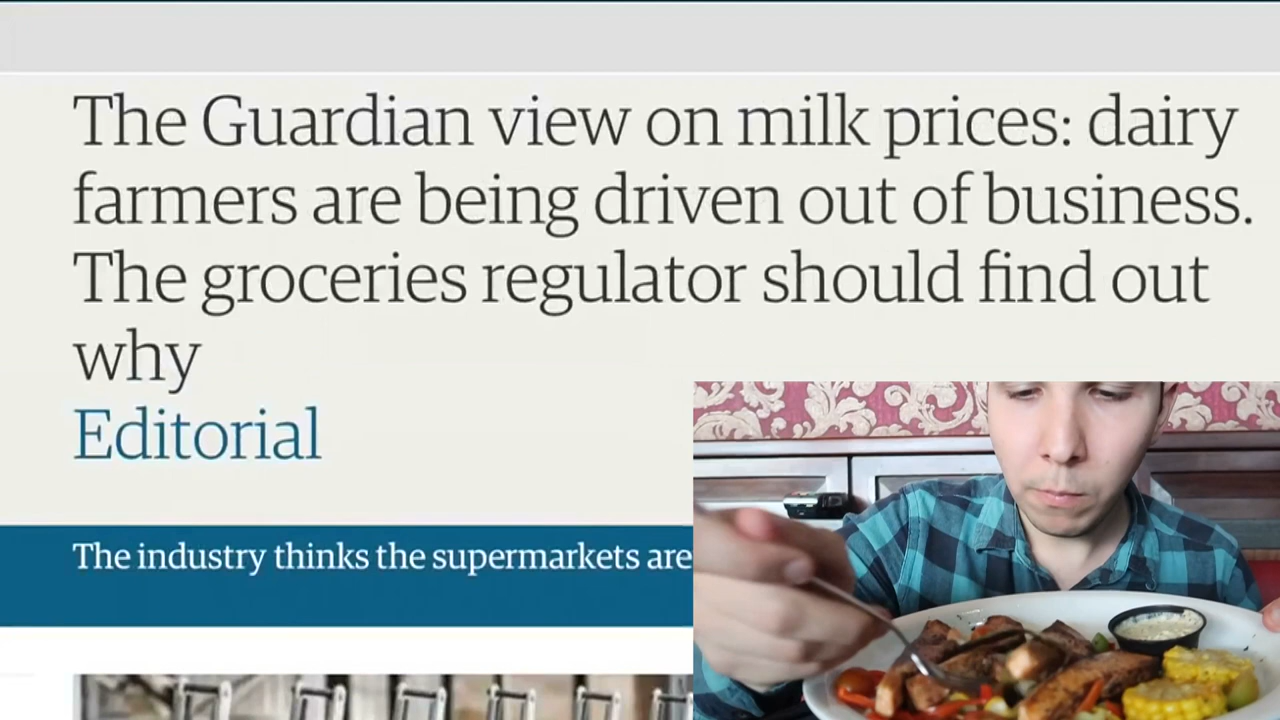 The Guardian view on milk prices: dairy
farmers are being driven out of business.
The groceries regulator should find out
why
Editorial
The industry thinks the supermarkets are